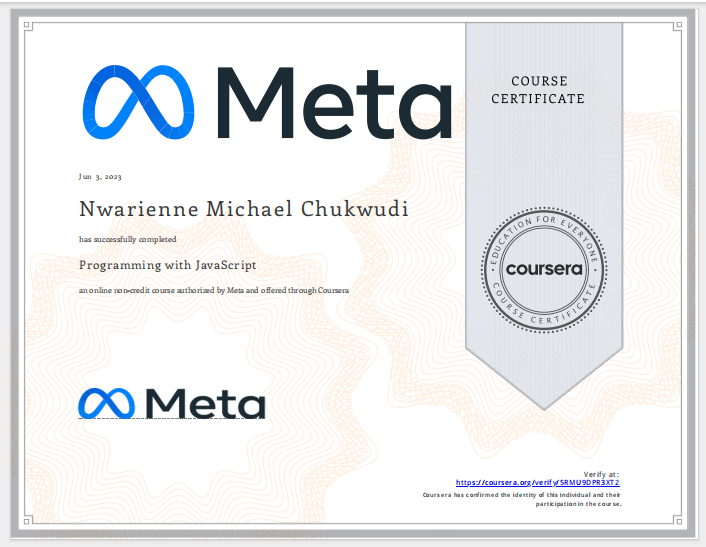 Meta
COURSE
CERTIFICATE
Jun 3, 2023
Nwarienne Michael Chukwudi
has successfully completed
Programming with JavaScript
an online non-credit course authorized by Meta and offered through Coursera
EDUCATION FOR EVERYONE
coursera
COURSE CERTIFICATE
Meta
Verify at:
https://coursera.org/verify/5RMU9DPR3XT2
Coursera has confirmed the identity of this individual and their
participation in the course.